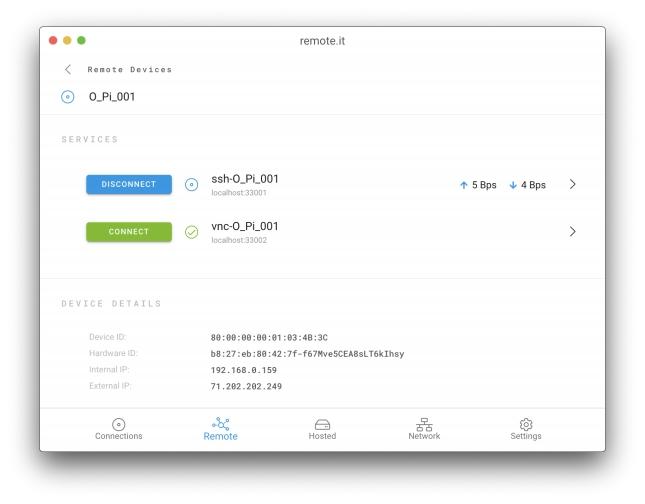 remote.it
Remote Devices
O_Pi_001
SERVICES
DISCONNECT ssh-O_Pi_001 5 Bps 4 Bps
localhost:33001
CONNECT vnc-O_Pi_001
localhost:33002
DEVICE DETAILS
Device ID: 80:00:00:00:01:03:4B:3C
Hardware ID: b8:27:eb:80:42:7f-f67Mve5CEA8sLT6kIhsy
Internal IP: 192.168.0.159
External IP: 71.202.202.249
Connections Remote Hosted Network Settings